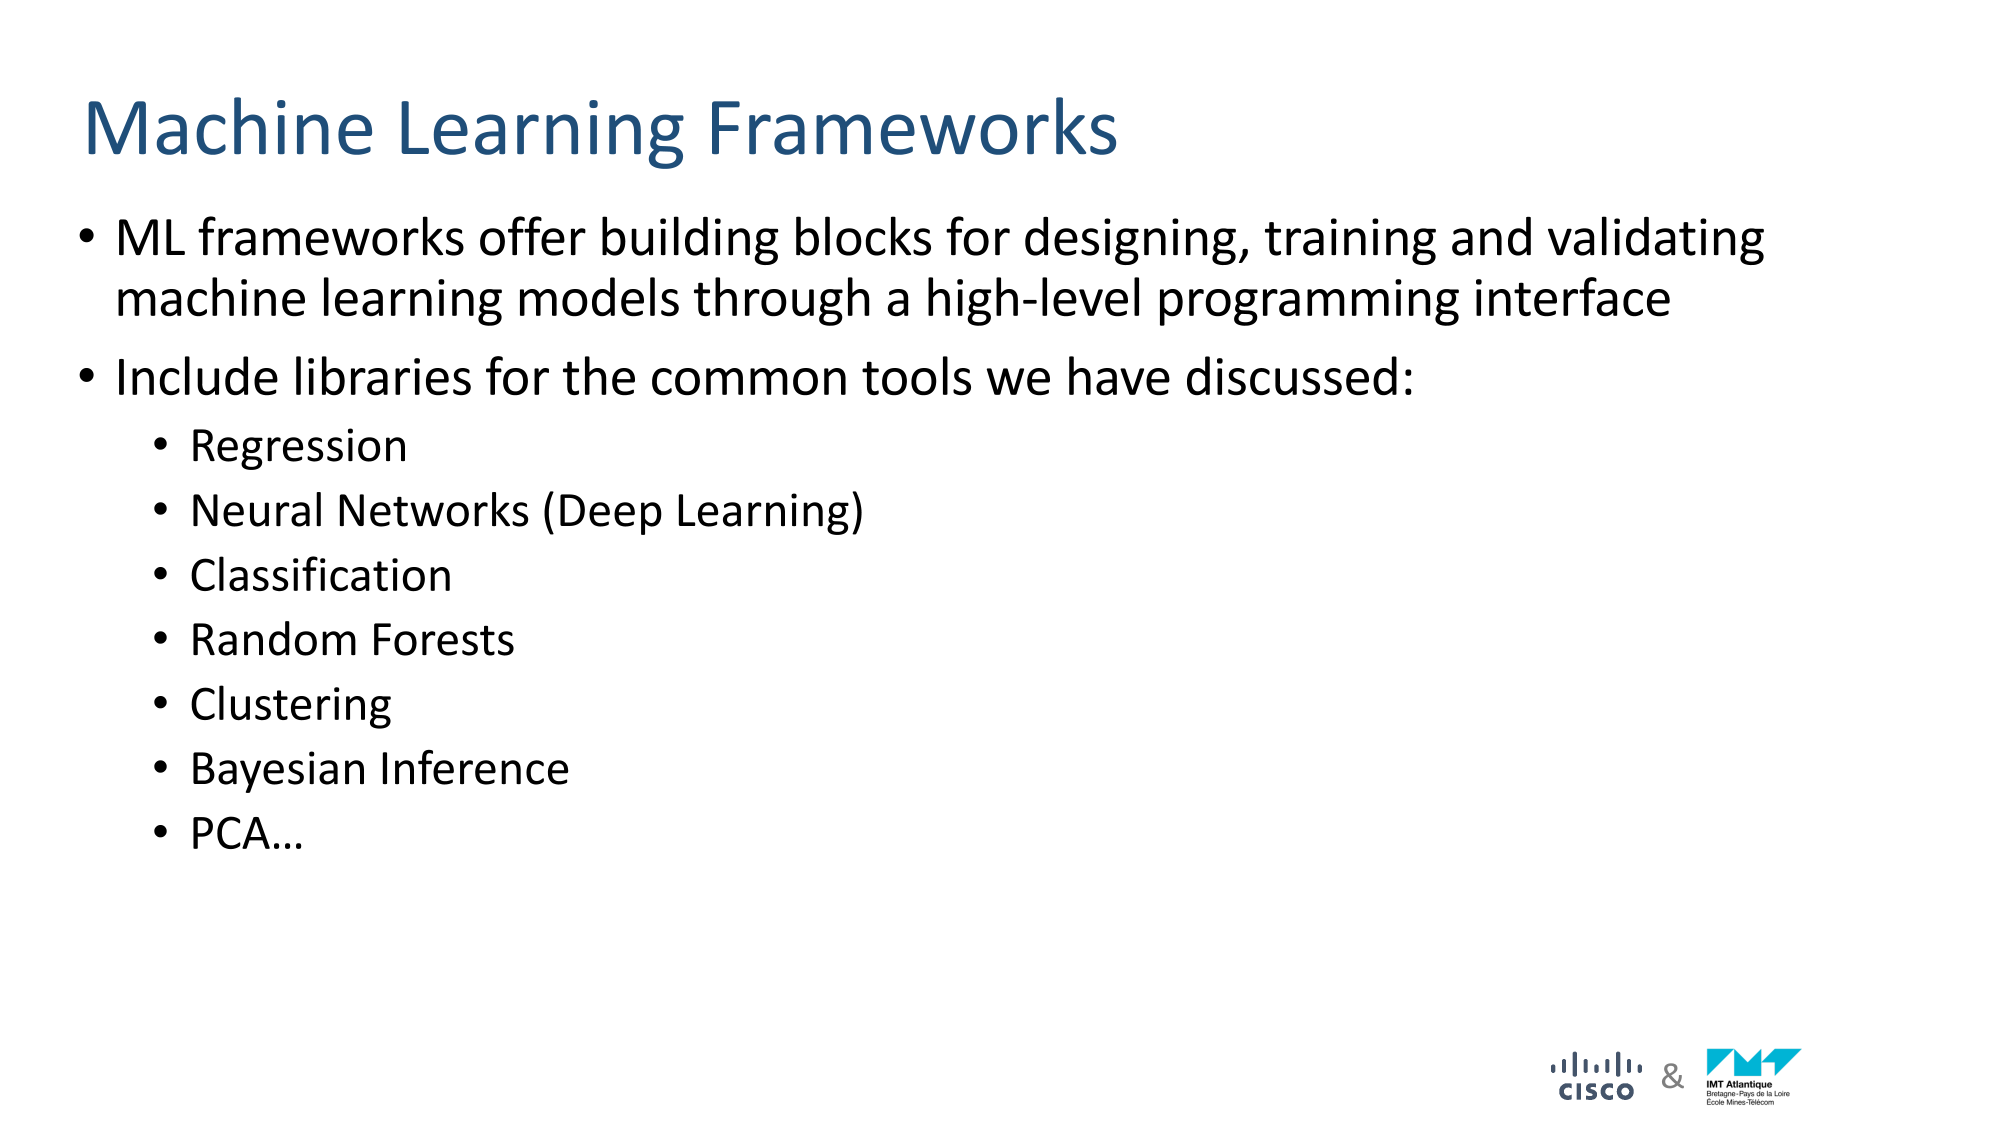 Machine Learning Frameworks
• ML frameworks offer building blocks for designing, training and validating
machine learning models through a high-level programming interface
• Include libraries for the common tools we have discussed:
• Regression
• Neural Networks (Deep Learning)
• Classification
• Random Forests
• Clustering
• Bayesian Inference
• PCA…
CISCO & IMT Atlantique
Bretagne-Pays de la Loire
École Mines-Télécom